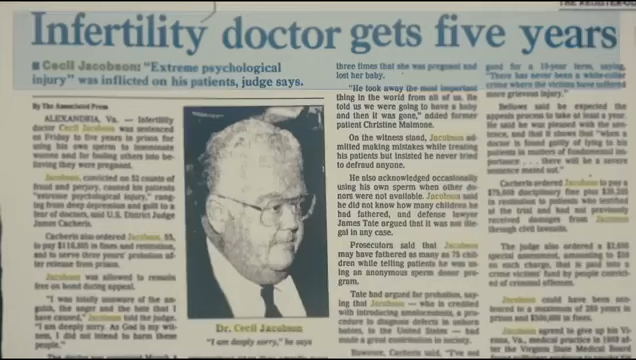 THE REGISTER-GU
Infertility doctor gets five years
Cecil Jacobson: "Extreme psychological
injury" was inflicted on his patients, judge says.
By The Associated Press
ALEXANDRIA, Va. — Infertility
doctor Cecil Jacobson was sentenced
on Friday to five years in prison for
using his own sperm to inseminate
women and for fooling others into be-
lieving they were pregnant.
Jacobson, convicted on 52 counts of
fraud and perjury, caused his patients
"extreme psychological injury," rang-
ing from deep depression and guilt to a
fear of doctors, said U.S. District Judge
James Cacheris.
Cacheris also ordered Jacobson, 55,
to pay $116,805 in fines and restitution,
and to serve three years' probation af-
ter release from prison.
Jacobson was allowed to remain
free on bond during appeal.
"I was totally unaware of the an-
guish, the anger and the hate that I
have caused," Jacobson told the judge.
"I am deeply sorry. As God is my wit-
ness, I did not intend to harm these
people."
Dr. Cecil Jacobson
"I am deeply sorry," he says
three times that she was pregnant and
lost her baby.
"He took away the most important
thing in the world from all of us. He
told us we were going to have a baby
and then it was gone," added former
patient Christine Maimone.
On the witness stand, Jacobson ad-
mitted making mistakes while treating
his patients but insisted he never tried
to defraud anyone.
He also acknowledged occasionally
using his own sperm when other do-
nors were not available. Jacobson said
he did not know how many children he
had fathered, and defense lawyer
James Tate argued that it was not ille-
gal in any case.
Prosecutors said that Jacobson
may have fathered as many as 75 chil-
dren while telling patients he was us-
ing an anonymous sperm donor pro-
gram.
Tate had argued for probation, say-
ing that Jacobson — who is credited
with introducing amniocentesis, a pro-
cedure to diagnose defects in unborn
babies, to the United States — had
made a great contribution to society.
However, Cacheris said, "I've not
gued for a 10-year term, saying,
"There has never been a white-collar
crime where the victims have suffered
more grievous injury."
Bellows said he expected the
appeals process to take at least a year.
He said he was pleased with the sen-
tence, and that it shows that "when a
doctor is found guilty of lying to his
patients in matters of fundamental im-
portance . . . there will be a severe
sentence meted out."
Cacheris ordered Jacobson to pay a
$75,000 fine plus
in restitution to patients who testified
at the trial and had not previously
received damages from Jacobson
through civil lawsuits.
The judge also ordered a $2,600
special assessment, amounting to $50
on each charge, that is paid into a
crime victims' fund by people convict-
ed of criminal offenses.
Jacobson could have been sen-
tenced to a maximum of 280 years in
prison and $500,000 in fines.
Jacobson agreed to give up his Vi-
enna, Va., medical practice in 1989 af-
ter the Virginia State Medical Board